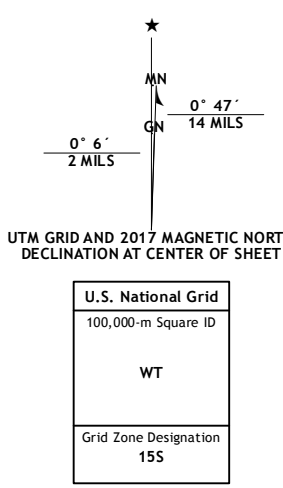 ★
MN
0° 47´
GN
14 MILS
0° 6´
2 MILS
UTM GRID AND 2017 MAGNETIC NORT
DECLINATION AT CENTER OF SHEET
U.S. National Grid
100,000-m Square ID
WT
Grid Zone Designation
15S